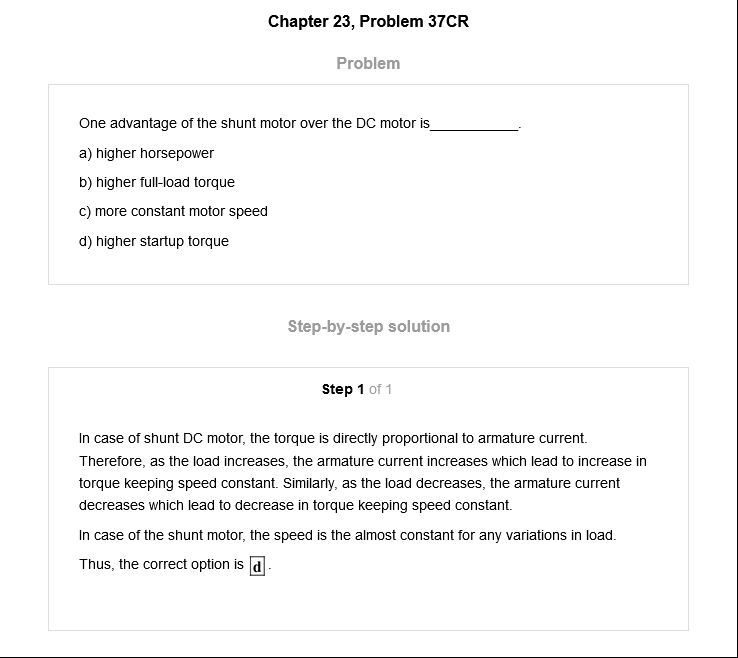 Chapter 23, Problem 37CR
Problem
One advantage of the shunt motor over the DC motor is____________.
a) higher horsepower
b) higher full-load torque
c) more constant motor speed
d) higher startup torque
Step-by-step solution
Step 1 of 1
In case of shunt DC motor, the torque is directly proportional to armature current.
Therefore, as the load increases, the armature current increases which lead to increase in
torque keeping speed constant. Similarly, as the load decreases, the armature current
decreases which lead to decrease in torque keeping speed constant.
In case of the shunt motor, the speed is the almost constant for any variations in load.
Thus, the correct option is d.